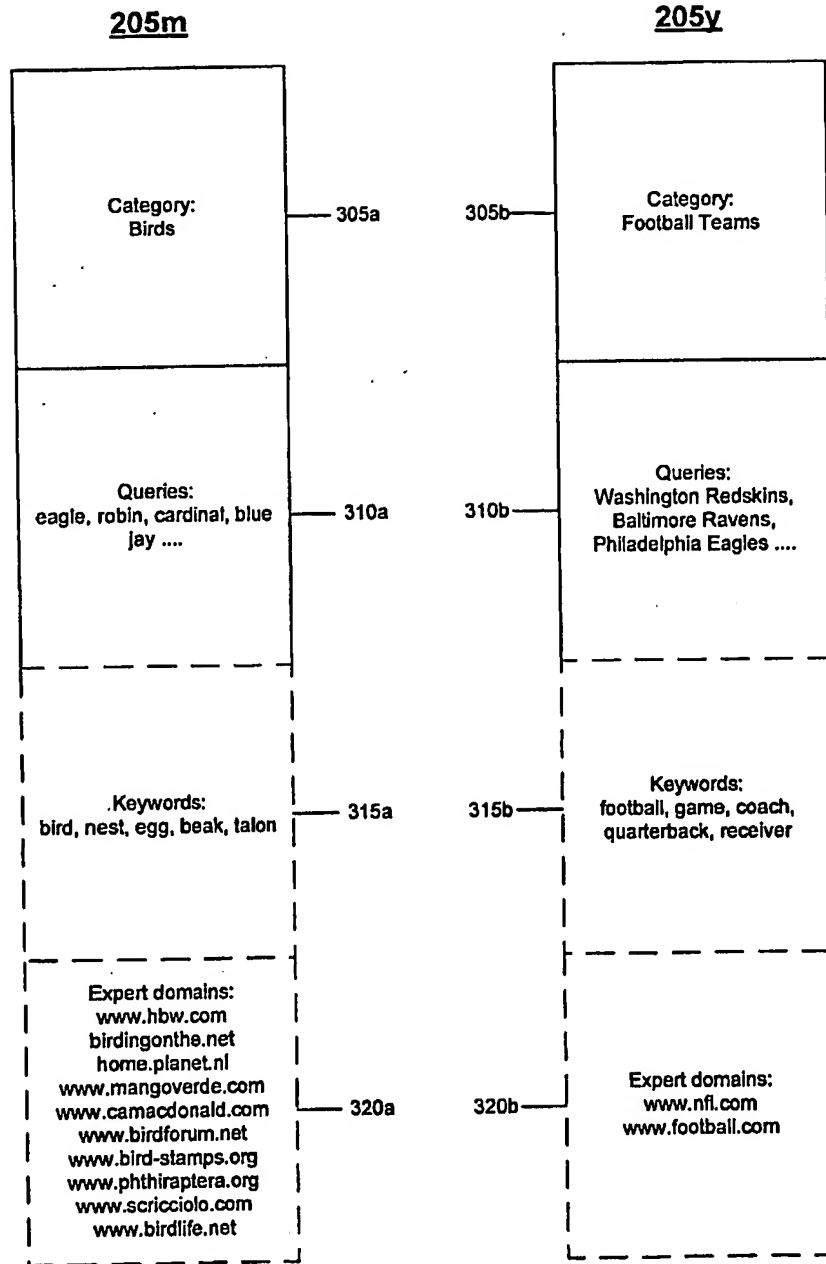 205m
Category:
Birds
305a
Queries:
eagle, robin, cardinal, blue
jay ....
310a
.Keywords:
bird, nest, egg, beak, talon
315a
Expert domains:
www.hbw.com
birdingonthe.net
home.planet.nl
www.mangoverde.com
www.camacdonald.com
www.birdforum.net
www.bird-stamps.org
www.phthiraptera.org
www.scricciolo.com
www.birdlife.net
320a
205y
Category:
Football Teams
305b
Queries:
Washington Redskins,
Baltimore Ravens,
Philadelphia Eagles ....
310b
Keywords:
football, game, coach,
quarterback, receiver
315b
Expert domains:
www.nfl.com
www.football.com
320b